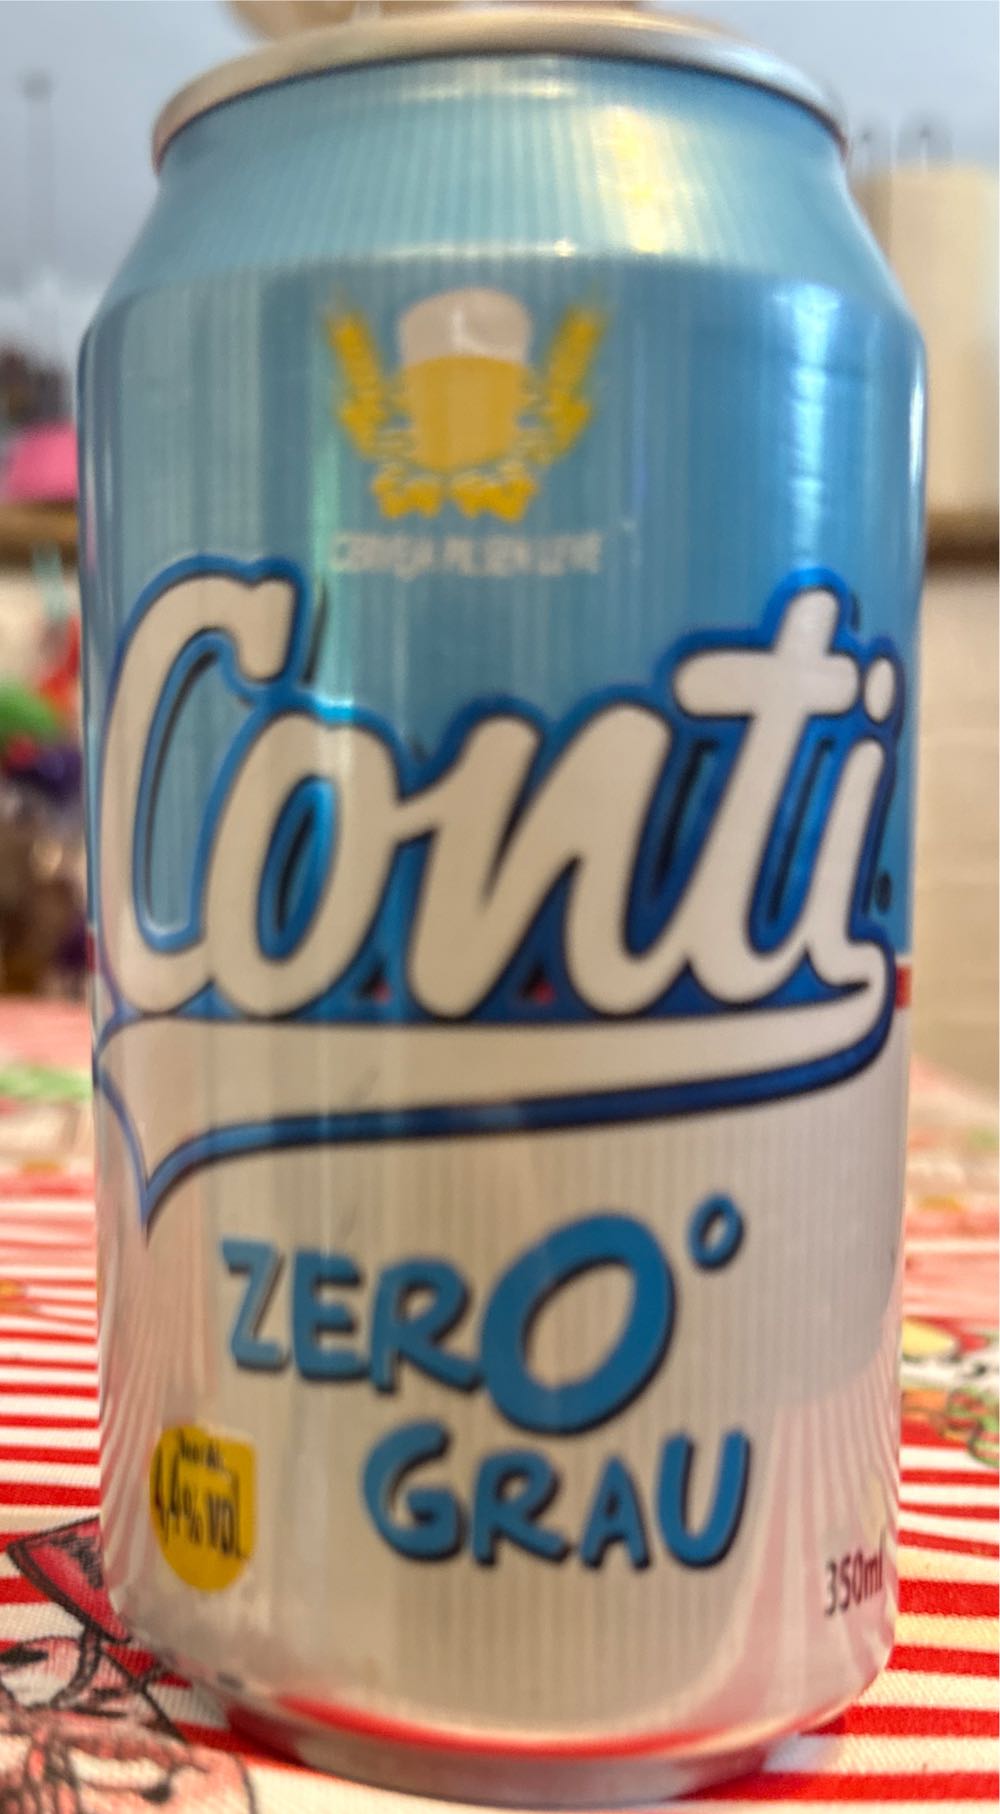 CERVEJA PILSEN LEVE
Conti
ZERO°
GRAU
4,4% VOL.
350ml